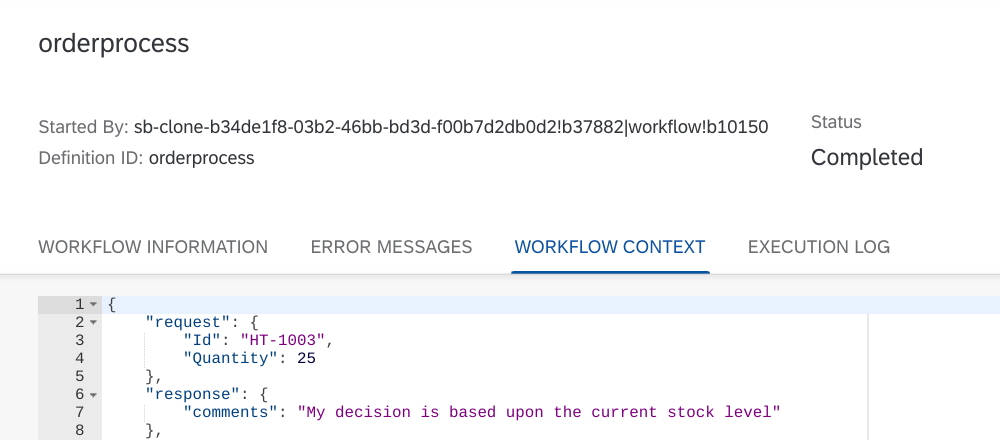 orderprocess
Started By: sb-clone-b34de1f8-03b2-46bb-bd3d-f00b7d2db0d2!b37882|workflow!b10150
Status
Definition ID: orderprocess
Completed
WORKFLOW INFORMATION ERROR MESSAGES WORKFLOW CONTEXT EXECUTION LOG
1 {
2 "request": {
3 "Id": "HT-1003",
4 "Quantity": 25
5 },
6 "response": {
7 "comments": "My decision is based upon the current stock level"
8 },